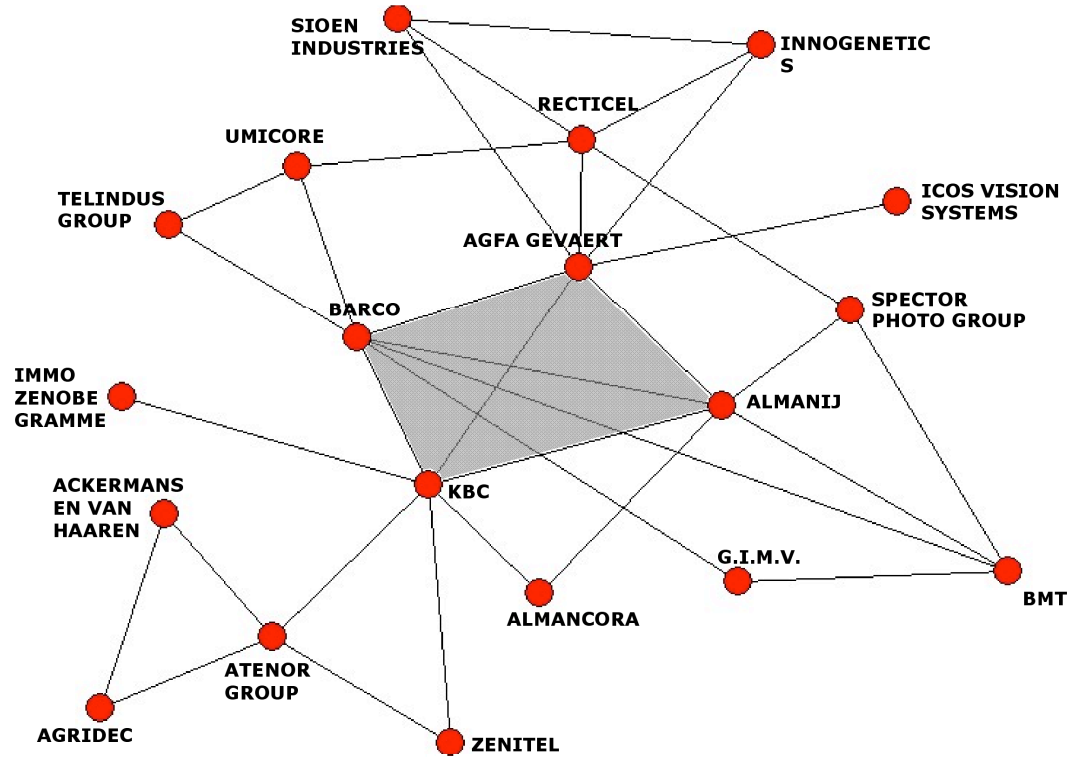 SIOEN
INDUSTRIES
INNOGENETIC
S
RECTICEL
UMICORE
TELINDUS
GROUP
ICOS VISION
SYSTEMS
AGFA GEVAERT
SPECTOR
PHOTO GROUP
BARCO
IMMO
ZENOBE
GRAMME
ALMANIJ
ACKERMANS
EN VAN
HAAREN
KBC
G.I.M.V.
BMT
ALMANCORA
ATENOR
GROUP
AGRIDEC
ZENITEL